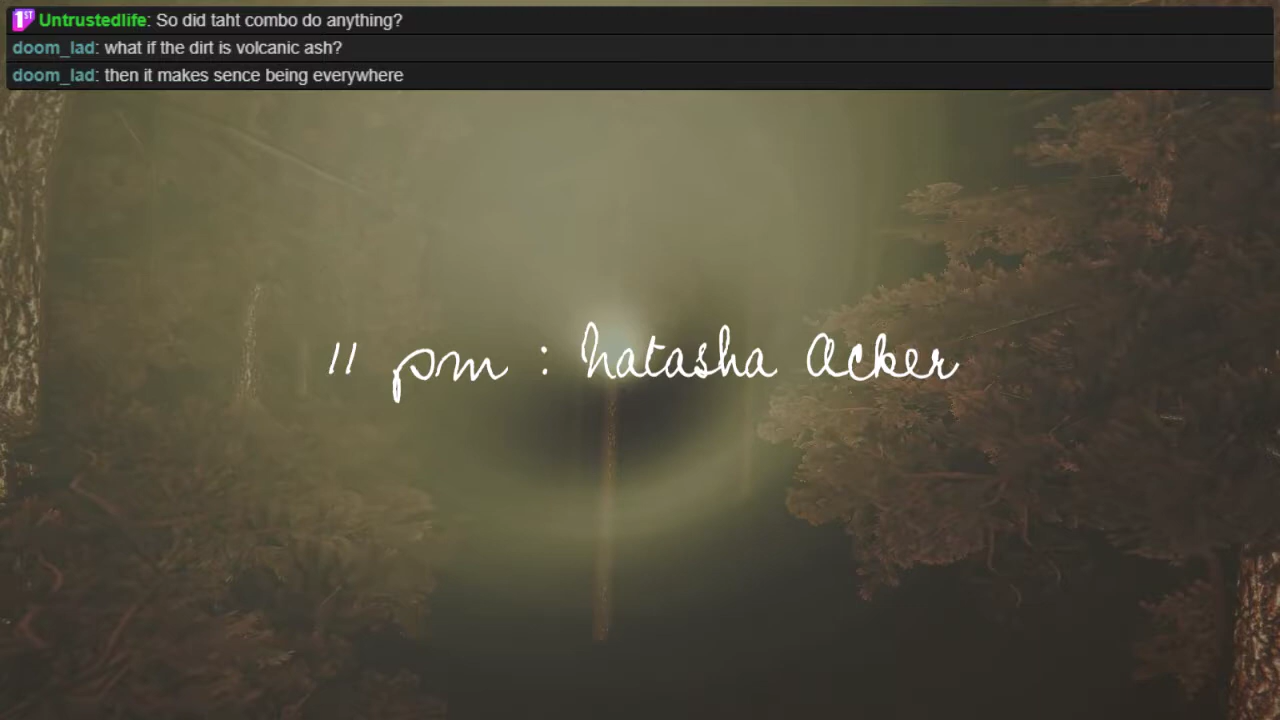 1ST Untrustedlife: So did taht combo do anything?
doom_lad: what if the dirt is volcanic ash?
doom_lad: then it makes sence being everywhere
11 pm : Natasha Acker